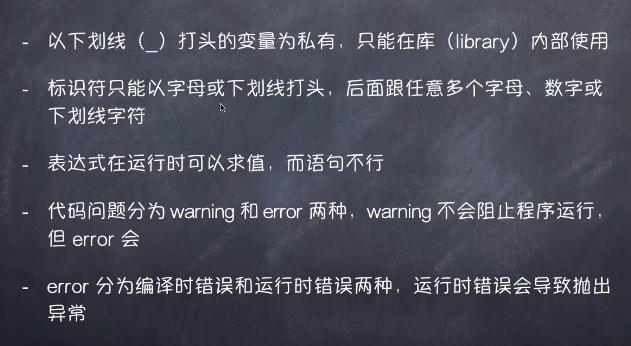 - 以下划线（_）打头的变量为私有，只能在库（library）内部使用
- 标识符只能以字母或下划线打头，后面跟任意多个字母、数字或
下划线字符
- 表达式在运行时可以求值，而语句不行
- 代码问题分为 warning 和 error 两种，warning 不会阻止程序运行，
但 error 会
- error 分为编译时错误和运行时错误两种，运行时错误会导致抛出
异常